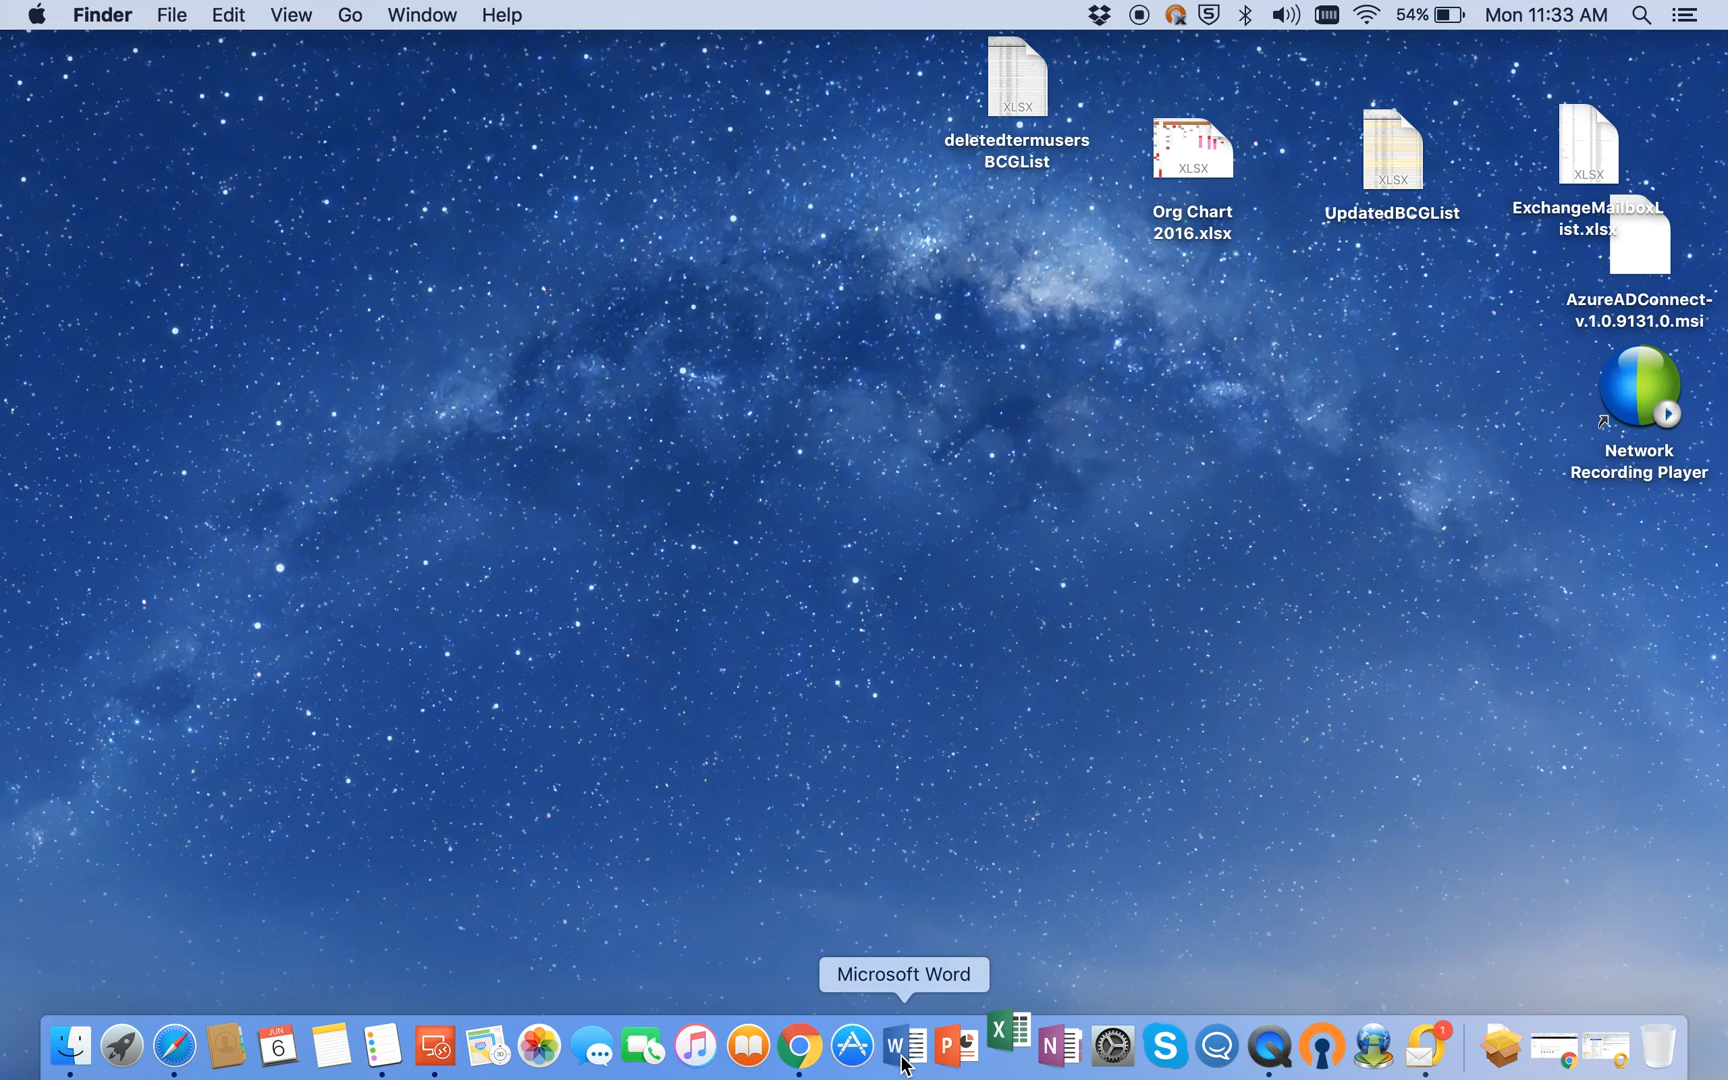 Finder File Edit View Go Window Help 54% Mon 11:33 AM
XLSX
deletedtermusers
BCGList
XLSX
Org Chart
2016.xlsx
XLSX
UpdatedBCGList
XLSX
ExchangeMailboxL
ist.xlsx
AzureADConnect-
v.1.0.9131.0.msi
Network
Recording Player
Microsoft Word
JUN
6
30
W
P
X
N
S
1